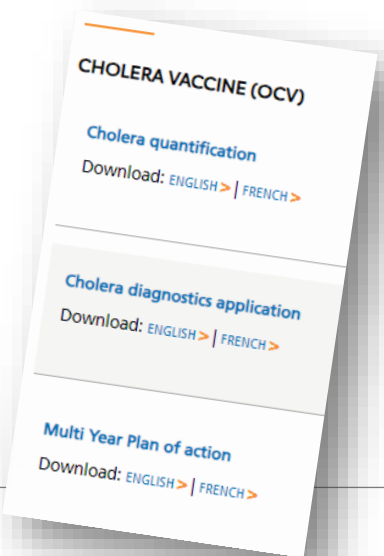 CHOLERA VACCINE (OCV)
Cholera quantification
Download: ENGLISH > | FRENCH >
Cholera diagnostics application
Download: ENGLISH > | FRENCH >
Multi Year Plan of action
Download: ENGLISH > | FRENCH >